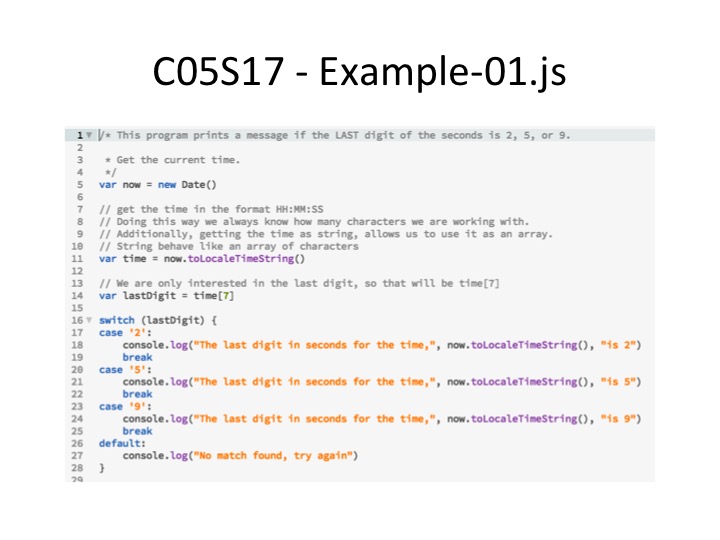 C05S17 - Example-01.js
1 /* This program prints a message if the LAST digit of the seconds is 2, 5, or 9.
2
3  * Get the current time.
4  */
5 var now = new Date()
6
7 // get the time in the format HH:MM:SS
8 // Doing this way we always know how many characters we are working with.
9 // Additionally, getting the time as string, allows us to use it as an array.
10 // String behave like an array of characters
11 var time = now.toLocaleTimeString()
12
13 // We are only interested in the last digit, so that will be time[7]
14 var lastDigit = time[7]
15
16 switch (lastDigit) {
17 case '2':
18     console.log("The last digit in seconds for the time,", now.toLocaleTimeString(), "is 2")
19     break
20 case '5':
21     console.log("The last digit in seconds for the time,", now.toLocaleTimeString(), "is 5")
22     break
23 case '9':
24     console.log("The last digit in seconds for the time,", now.toLocaleTimeString(), "is 9")
25     break
26 default:
27     console.log("No match found, try again")
28 }
29